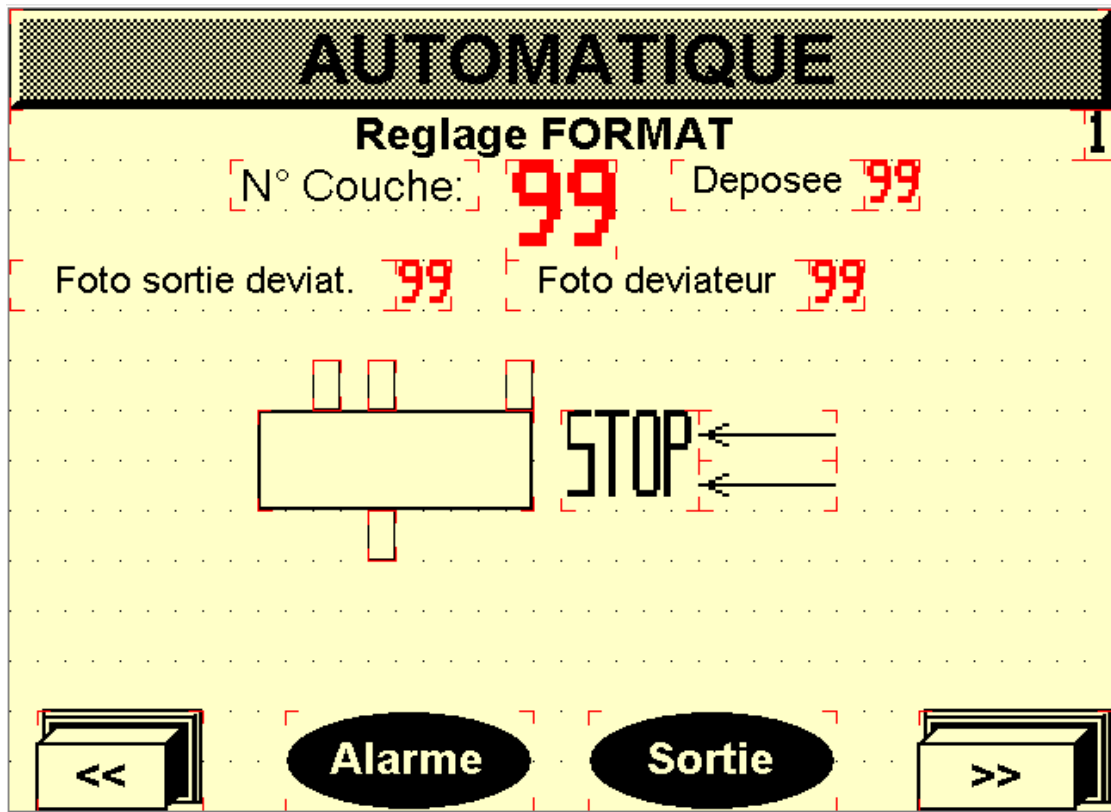 AUTOMATIQUE
Reglage FORMAT 1
N° Couche: 99 Deposee 99
Foto sortie deviat. 99 Foto deviateur 99
STOP
<< Alarme Sortie >>